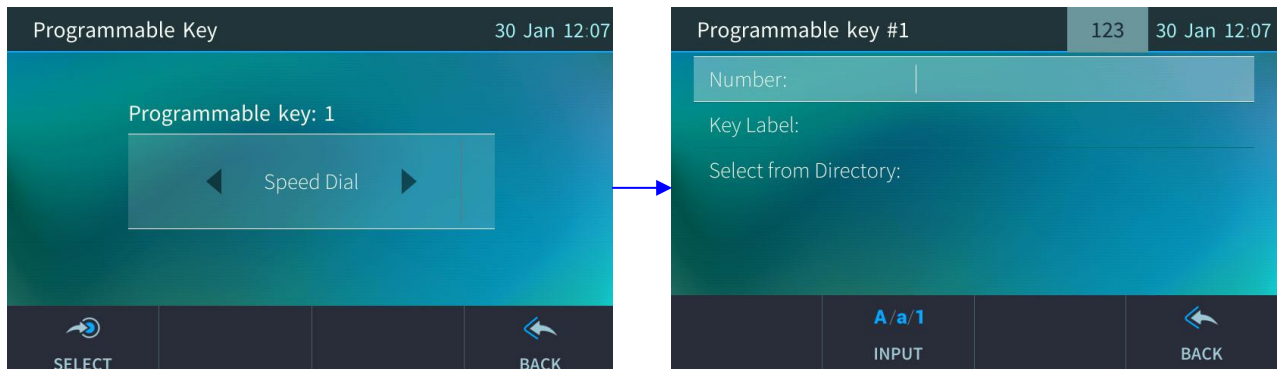 Programmable Key 30 Jan 12:07
Programmable key: 1
Speed Dial
SELECT BACK
Programmable key #1 123 30 Jan 12:07
Number:
Key Label:
Select from Directory:
A/a/1
INPUT BACK